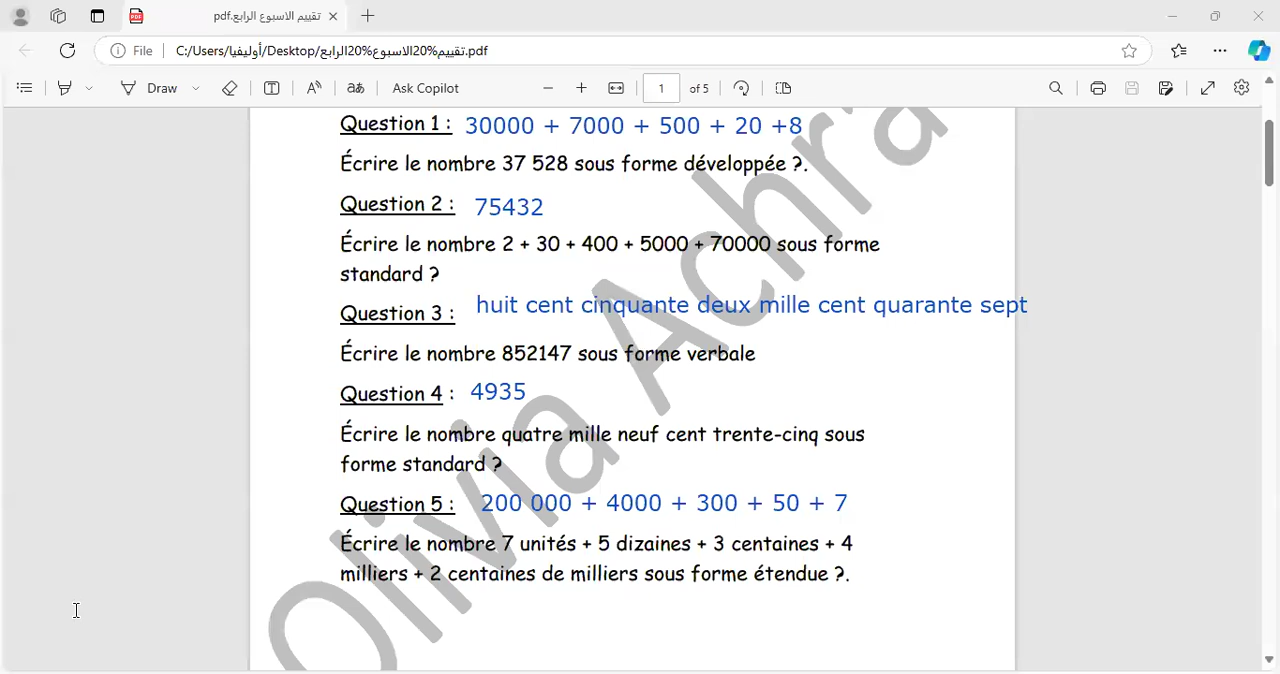 تقييم الاسبوع الرابع.pdf
File C:/Users/أوليفيا/Desktop/تقييم%20الاسبوع%20الرابع.pdf
Draw aあ Ask Copilot 1 of 5
Question 1 : 30000 + 7000 + 500 + 20 +8
Écrire le nombre 37 528 sous forme développée ?.
Question 2 : 75432
Écrire le nombre 2 + 30 + 400 + 5000 + 70000 sous forme
standard ?
Question 3 : huit cent cinquante deux mille cent quarante sept
Écrire le nombre 852147 sous forme verbale
Question 4 : 4935
Écrire le nombre quatre mille neuf cent trente-cinq sous
forme standard ?
Question 5 : 200 000 + 4000 + 300 + 50 + 7
Écrire le nombre 7 unités + 5 dizaines + 3 centaines + 4
milliers + 2 centaines de milliers sous forme étendue ?.
Olivia Achra